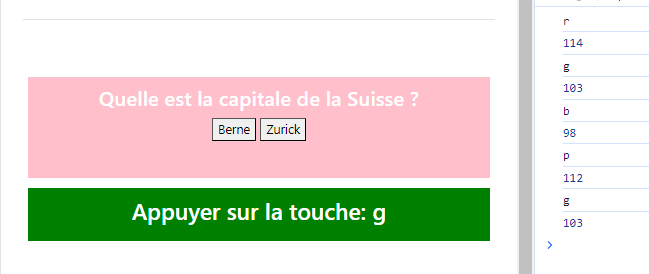 Quelle est la capitale de la Suisse ?
Berne Zurick
Appuyer sur la touche: g
r
114
g
103
b
98
p
112
g
103